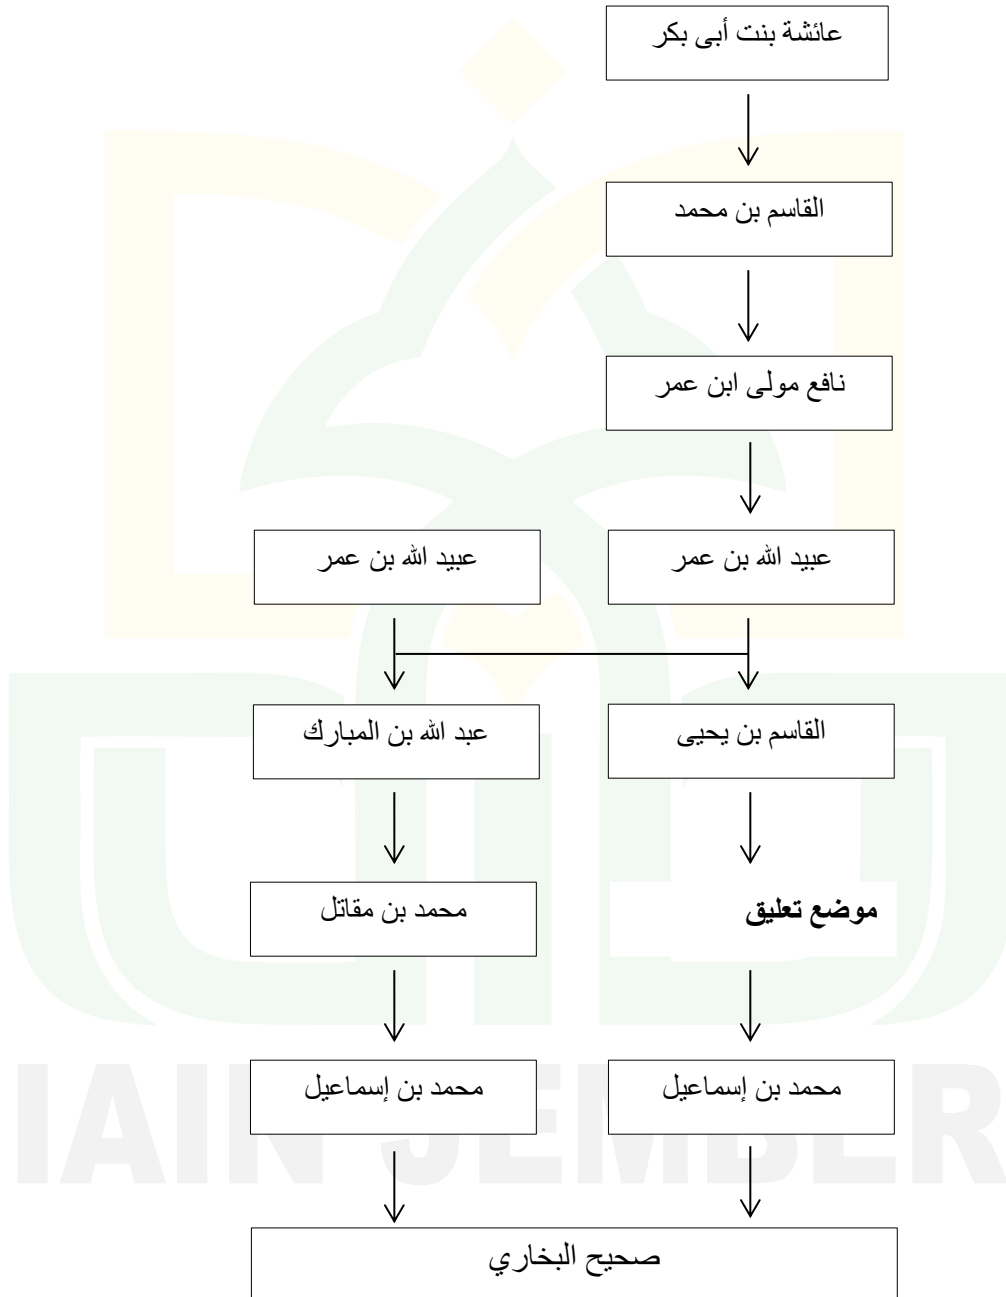 عائشة بنت أبى بكر
القاسم بن محمد
نافع مولى ابن عمر
عبيد الله بن عمر
عبيد الله بن عمر
القاسم بن يحيى
عبد الله بن المبارك
موضع تعليق
محمد بن مقاتل
محمد بن إسماعيل
محمد بن إسماعيل
صحيح البخاري
IAIN JEMBER